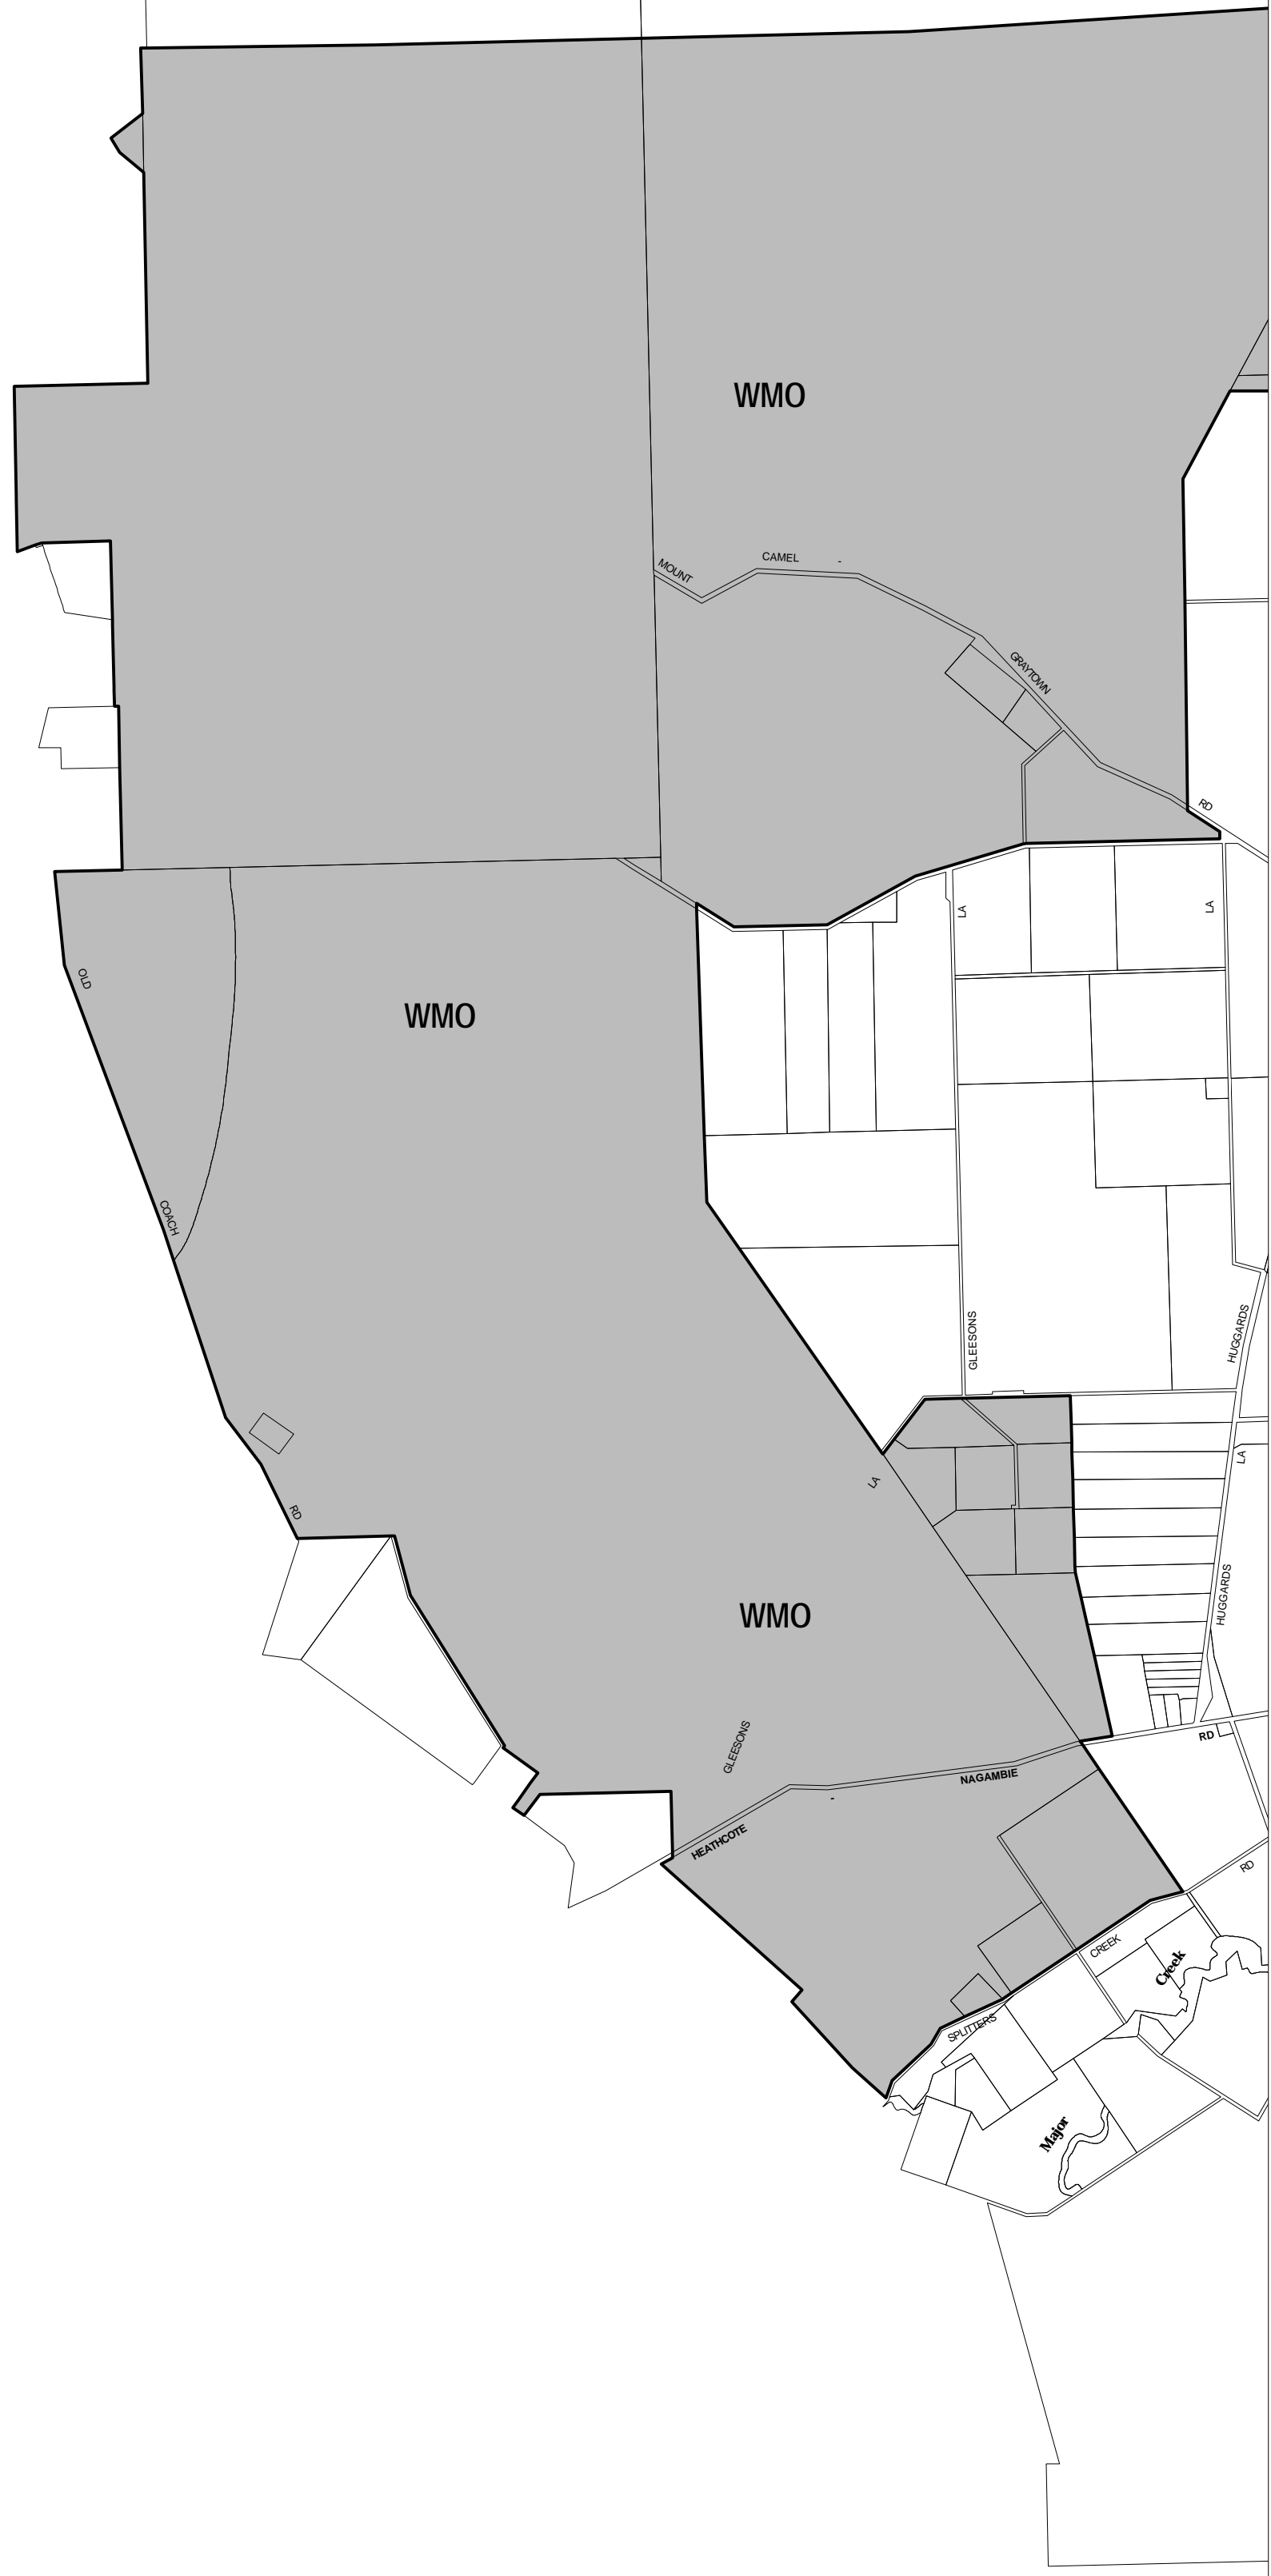 WMO
CAMEL -
MOUNT
GRAYTOWN
RD
LA
LA
OLD
WMO
COACH
GLEESONS
HUGGARDS
LA
LA
RD
HUGGARDS
WMO
GLEESONS
RD
NAGAMBIE
-
HEATHCOTE
RD
CREEK
Creek
SPLITTERS
Major